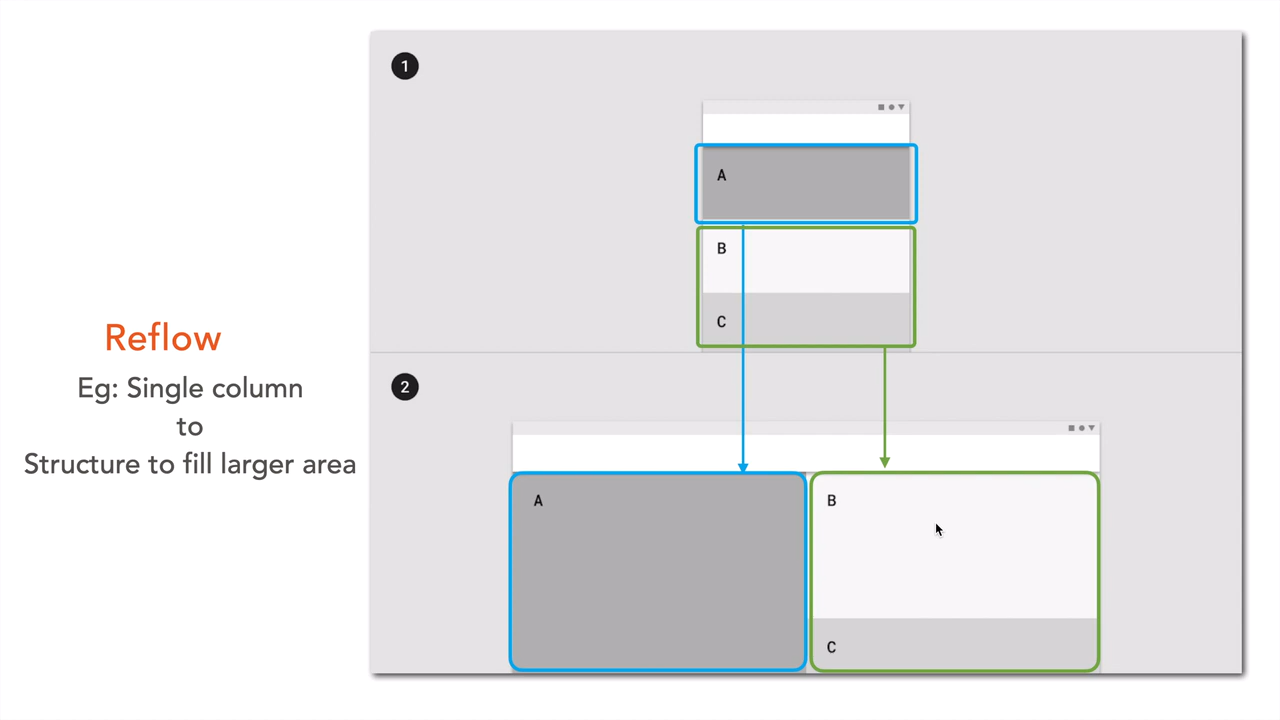 Reflow
Eg: Single column
to
Structure to fill larger area
1
A
B
C
2
A
B
C